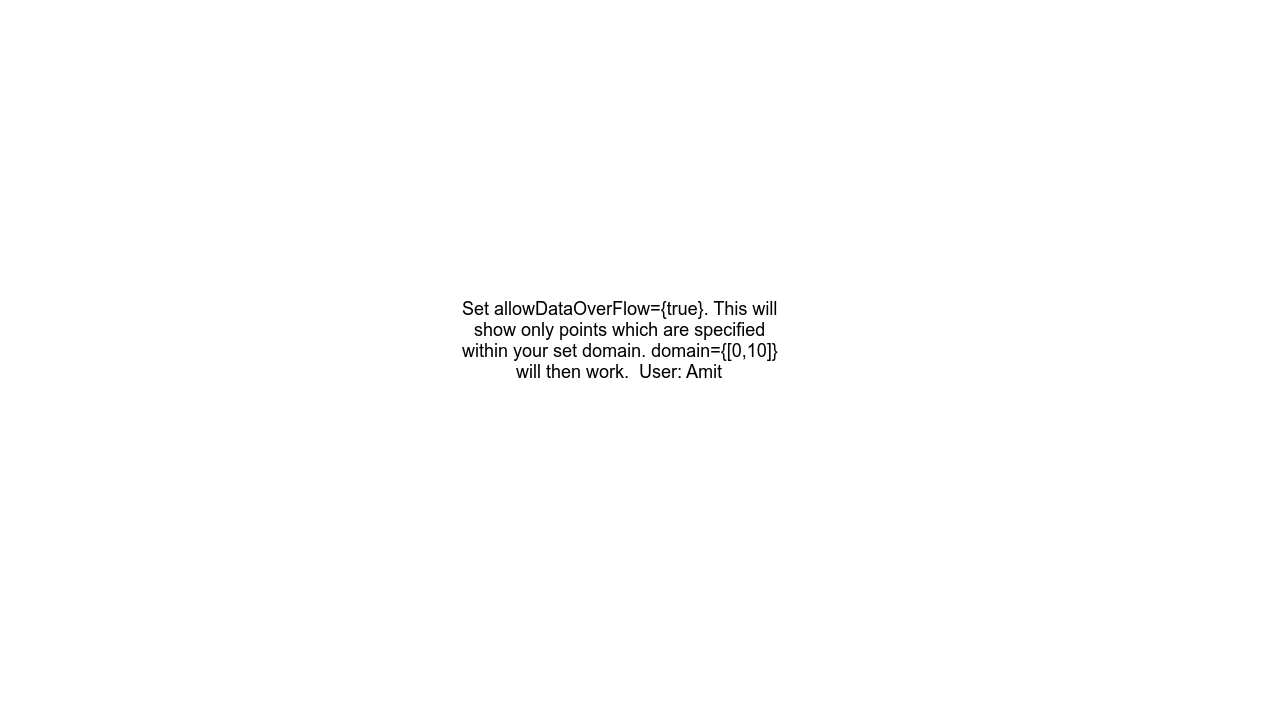 Set allowDataOverFlow={true}. This will
show only points which are specified
within your set domain. domain={[0,10]}
will then work.  User: Amit